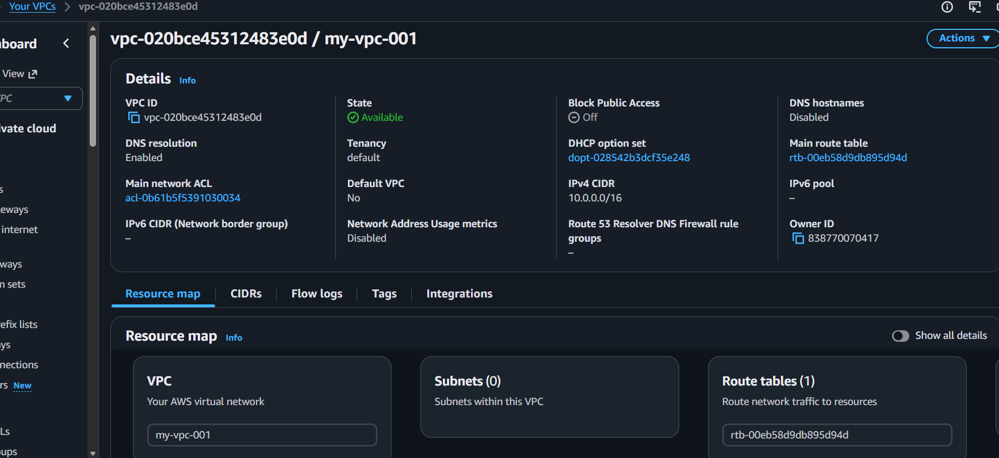 Your VPCs > vpc-020bce45312483e0d
board
View
PC
vpc-020bce45312483e0d / my-vpc-001
Actions
Details Info
VPC ID
vpc-020bce45312483e0d
State
Available
Block Public Access
Off
DNS hostnames
Disabled
DNS resolution
Enabled
Tenancy
default
DHCP option set
dopt-028542b3dcf35e248
Main route table
rtb-00eb58d9db895d94d
Main network ACL
acl-0b61b5f5391030034
Default VPC
No
IPv4 CIDR
10.0.0.0/16
IPv6 pool
–
IPv6 CIDR (Network border group)
–
Network Address Usage metrics
Disabled
Route 53 Resolver DNS Firewall rule
groups
–
Owner ID
838770070417
ivate cloud
s
eways
internet
ways
n sets
efix lists
ys
nections
rs New
Ls
ups
Resource map
CIDRs
Flow logs
Tags
Integrations
Resource map Info
Show all details
VPC
Your AWS virtual network
my-vpc-001
Subnets (0)
Subnets within this VPC
Route tables (1)
Route network traffic to resources
rtb-00eb58d9db895d94d